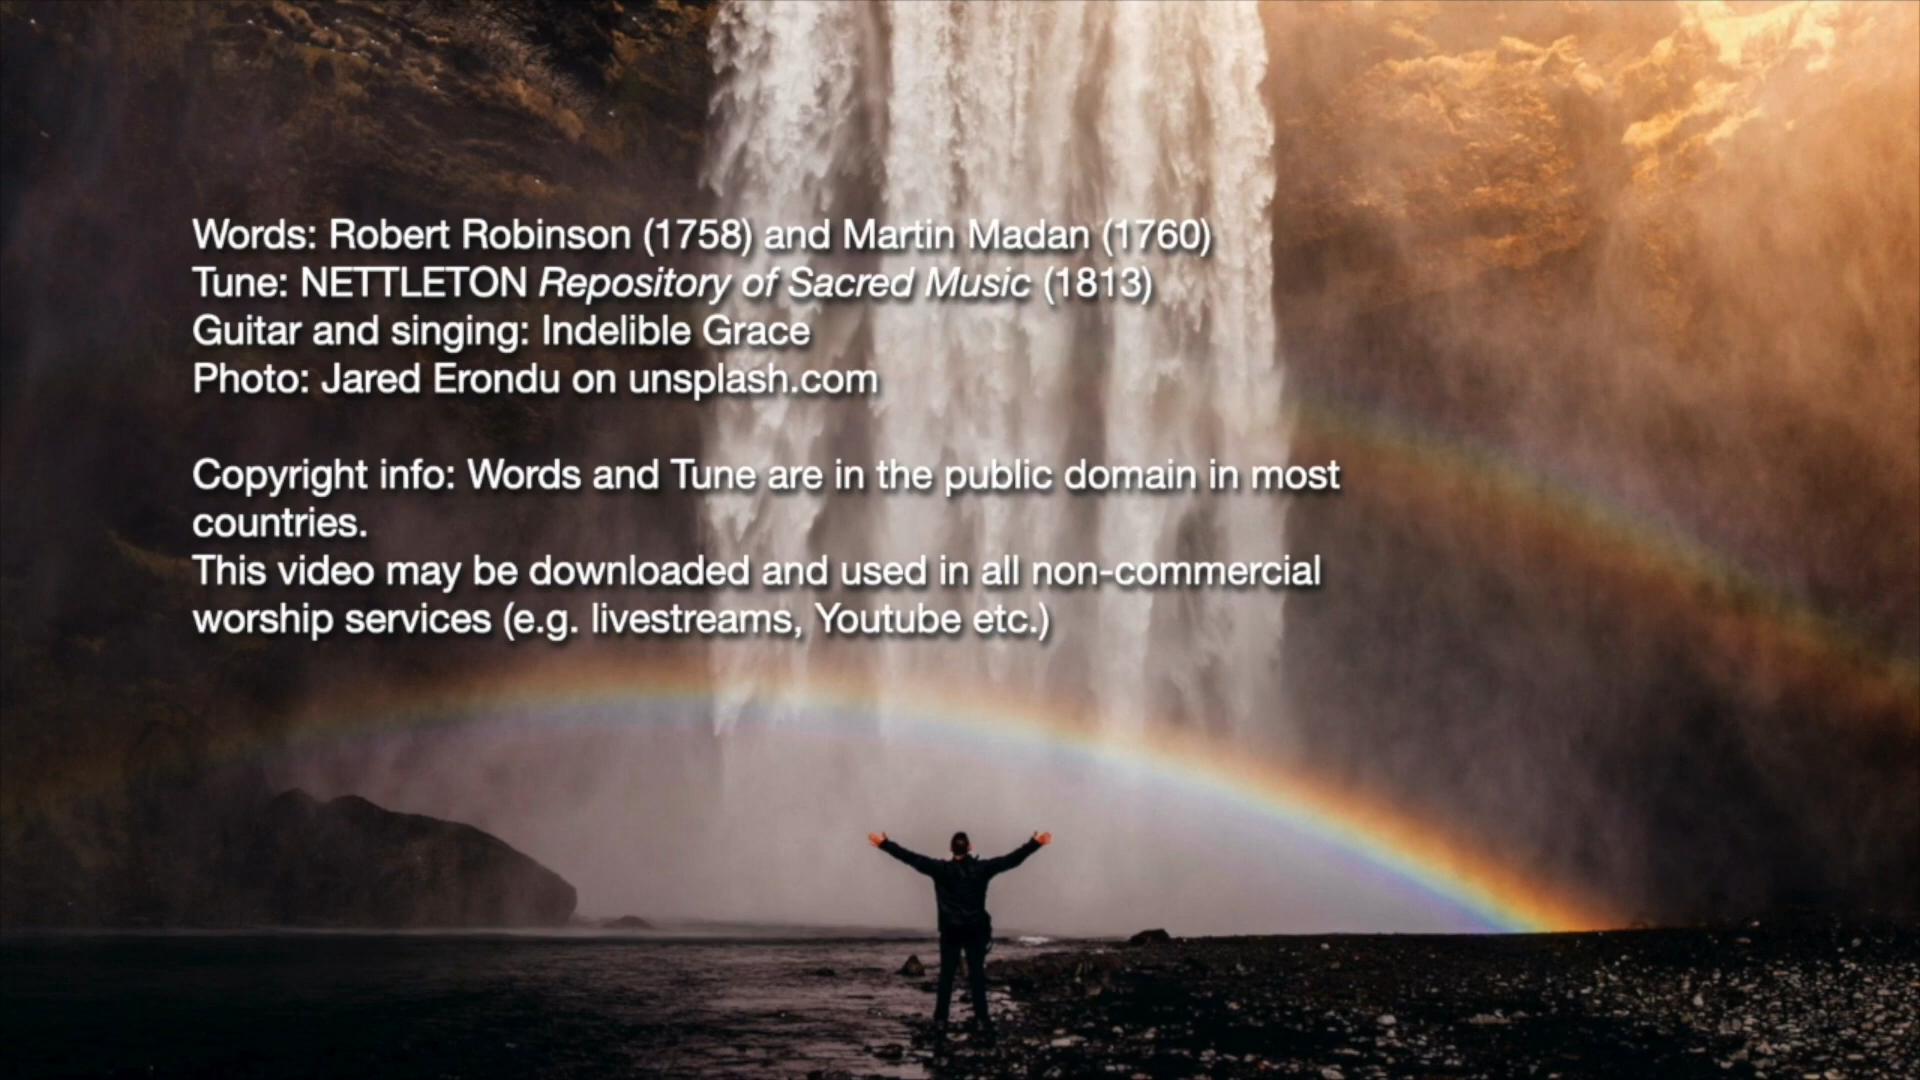 Words: Robert Robinson (1758) and Martin Madan (1760)
Tune: NETTLETON Repository of Sacred Music (1813)
Guitar and singing: Indelible Grace
Photo: Jared Erondu on unsplash.com
Copyright info: Words and Tune are in the public domain in most
countries.
This video may be downloaded and used in all non-commercial
worship services (e.g. livestreams, Youtube etc.)